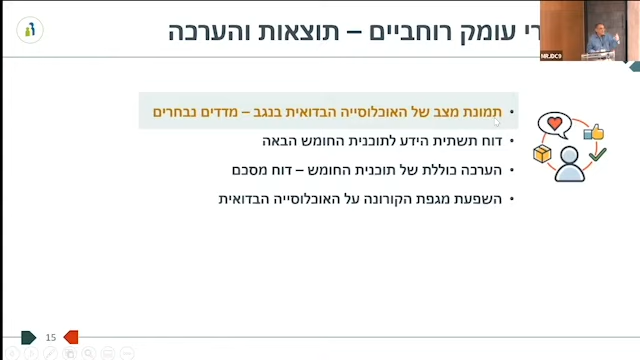 רי עומק רוחביים – תוצאות והערכה
NRJDC9
• תמונת מצב של האוכלוסייה הבדואית בנגב – מדדים נבחרים
• דוח תשתית הידע לתוכנית החומש הבאה
• הערכה כוללת של תוכנית החומש – דוח מסכם
• השפעת מגפת הקורונה על האוכלוסייה הבדואית
15